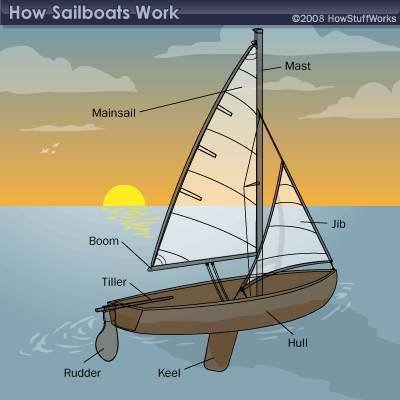 How Sailboats Work
©2008 HowStuffWorks
Mast
Mainsail
Jib
Boom
Tiller
Hull
Rudder
Keel